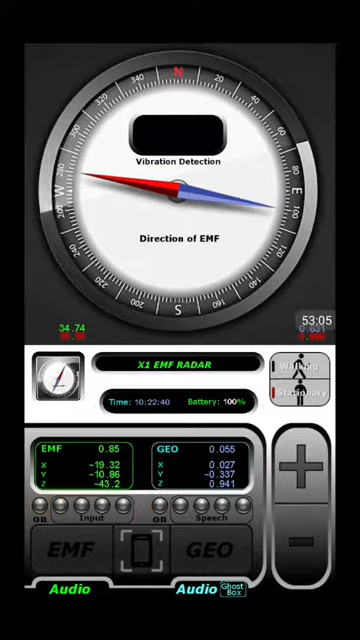 N
20
40
60
80
E
100
120
140
160
S
200
220
W
280
300
320
340
Vibration Detection
Direction of EMF
53:05
34.74
X1 EMF RADAR
Time: 10:22:40 Battery: 100%
Walking
Stationary
EMF 0.85
X -19.32
Y -10.86
Z -43.2
GEO 0.055
X 0.027
Y -0.337
Z 0.941
ON Input
ON Speech
EMF
GEO
Audio
Audio Ghost Box